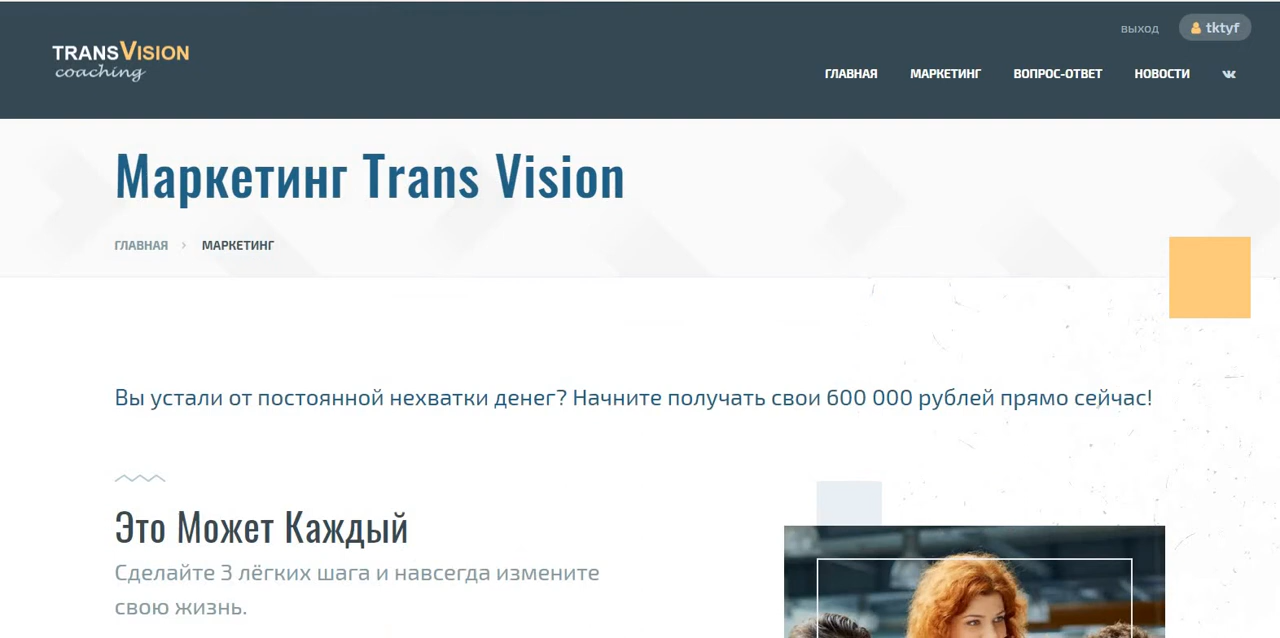 выход
tktyf
TRANSVISION
coaching
ГЛАВНАЯ МАРКЕТИНГ ВОПРОС-ОТВЕТ НОВОСТИ
Маркетинг Trans Vision
ГЛАВНАЯ › МАРКЕТИНГ
Вы устали от постоянной нехватки денег? Начните получать свои 600 000 рублей прямо сейчас!
Это Может Каждый
Сделайте 3 лёгких шага и навсегда измените
свою жизнь.